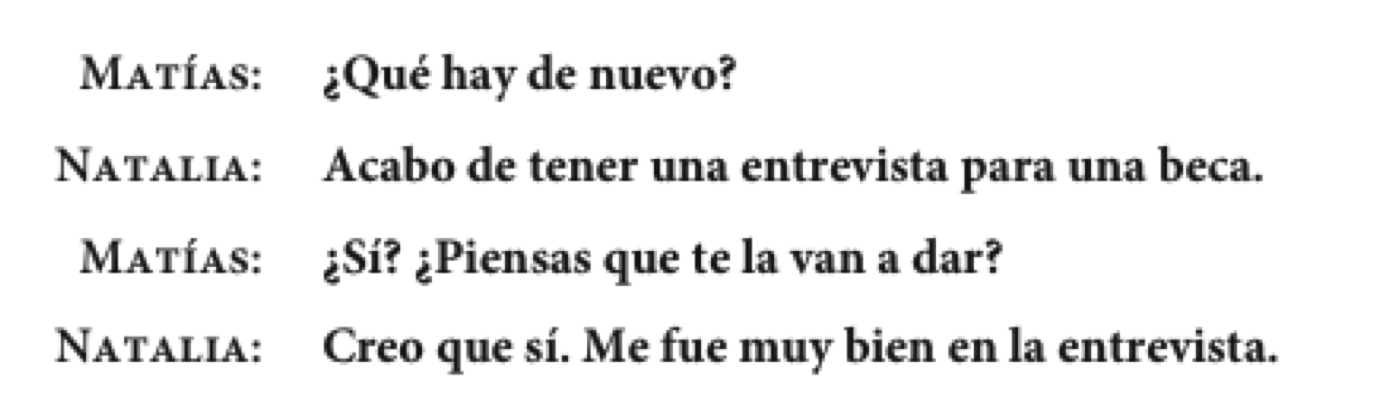 Matías: ¿Qué hay de nuevo?
Natalia: Acabo de tener una entrevista para una beca.
Matías: ¿Sí? ¿Piensas que te la van a dar?
Natalia: Creo que sí. Me fue muy bien en la entrevista.